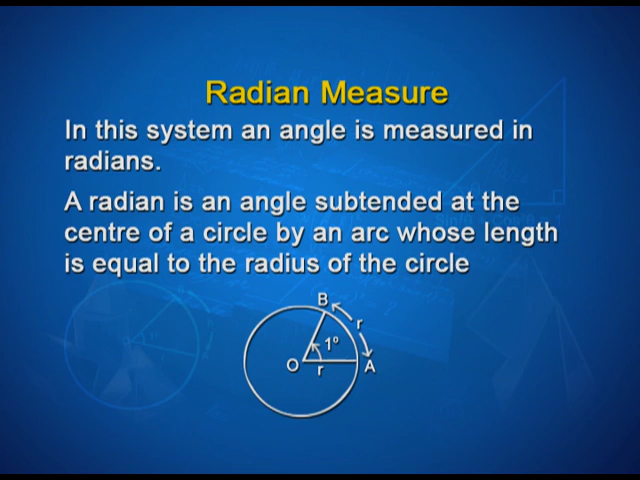 Radian Measure
In this system an angle is measured in
radians.
A radian is an angle subtended at the
centre of a circle by an arc whose length
is equal to the radius of the circle
B
r
1º
O
r
A